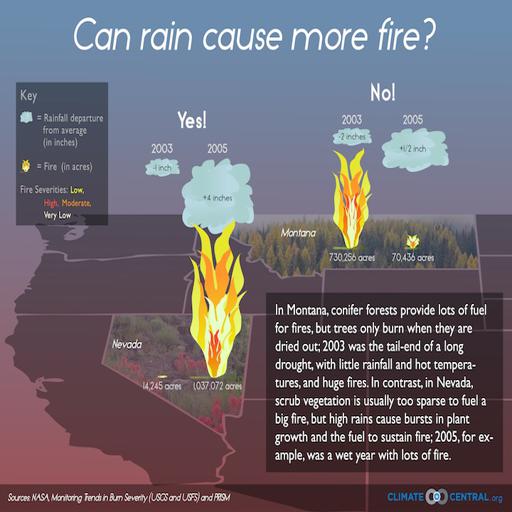 Can rain cause more fire?
Key
= Rainfall departure
from average
(in inches)
= Fire (in acres)
Fire Severities: Low,
High, Moderate,
Very Low
Yes!
2003
2005
-1 inch
+4 inches
No!
2003
2005
-2 inches
+1/2 inch
Montana
730,256 acres
70,436 acres
Nevada
14,245 acres
1,037,072 acres
In Montana, conifer forests provide lots of fuel
for fires, but trees only burn when they are
dried out; 2003 was the tail-end of a long
drought, with little rainfall and hot tempera-
tures, and huge fires. In contrast, in Nevada,
scrub vegetation is usually too sparse to fuel a
big fire, but high rains cause bursts in plant
growth and the fuel to sustain fire; 2005, for ex-
ample, was a wet year with lots of fire.
Sources: NASA, Monitoring Trends in Burn Severity (USGS and USFS) and PRISM
CLIMATE CENTRAL.org